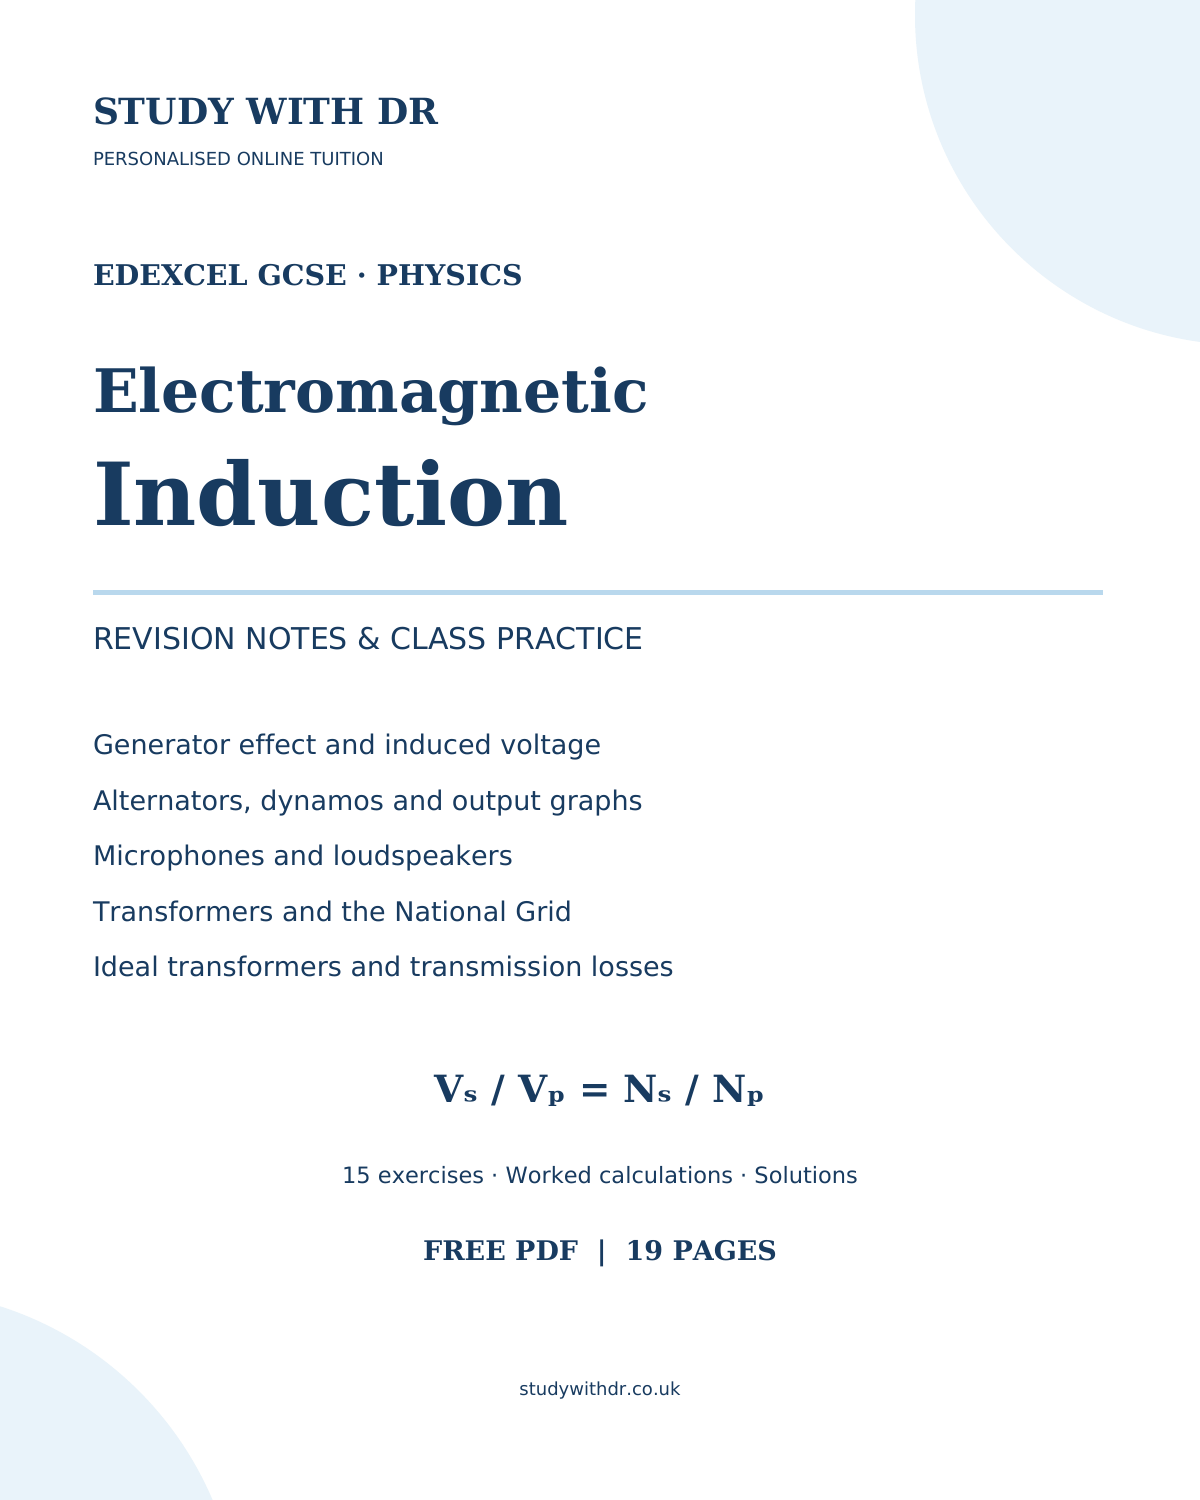 STUDY WITH DR
PERSONALISED ONLINE TUITION
EDEXCEL GCSE · PHYSICS
Electromagnetic
Induction
REVISION NOTES & CLASS PRACTICE
Generator effect and induced voltage
Alternators, dynamos and output graphs
Microphones and loudspeakers
Transformers and the National Grid
Ideal transformers and transmission losses
Vₛ / Vₚ = Nₛ / Nₚ
15 exercises · Worked calculations · Solutions
FREE PDF | 19 PAGES
studywithdr.co.uk